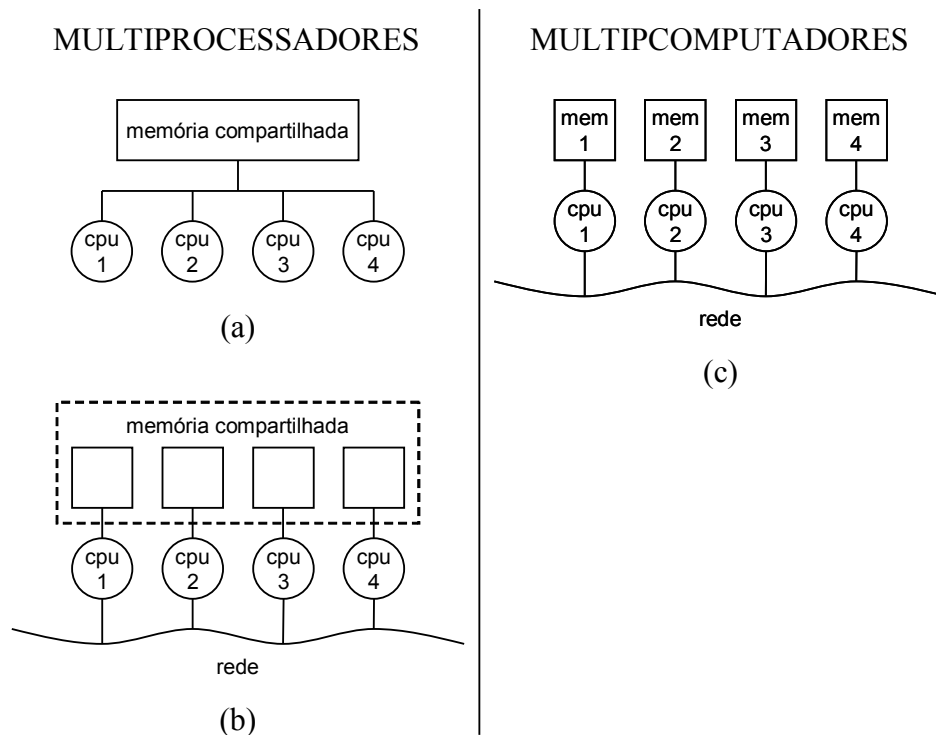 MULTIPROCESSADORES
memória compartilhada
cpu 1
cpu 2
cpu 3
cpu 4
(a)
memória compartilhada
cpu 1
cpu 2
cpu 3
cpu 4
rede
(b)
MULTIPCOMPUTADORES
mem 1
mem 2
mem 3
mem 4
cpu 1
cpu 2
cpu 3
cpu 4
rede
(c)